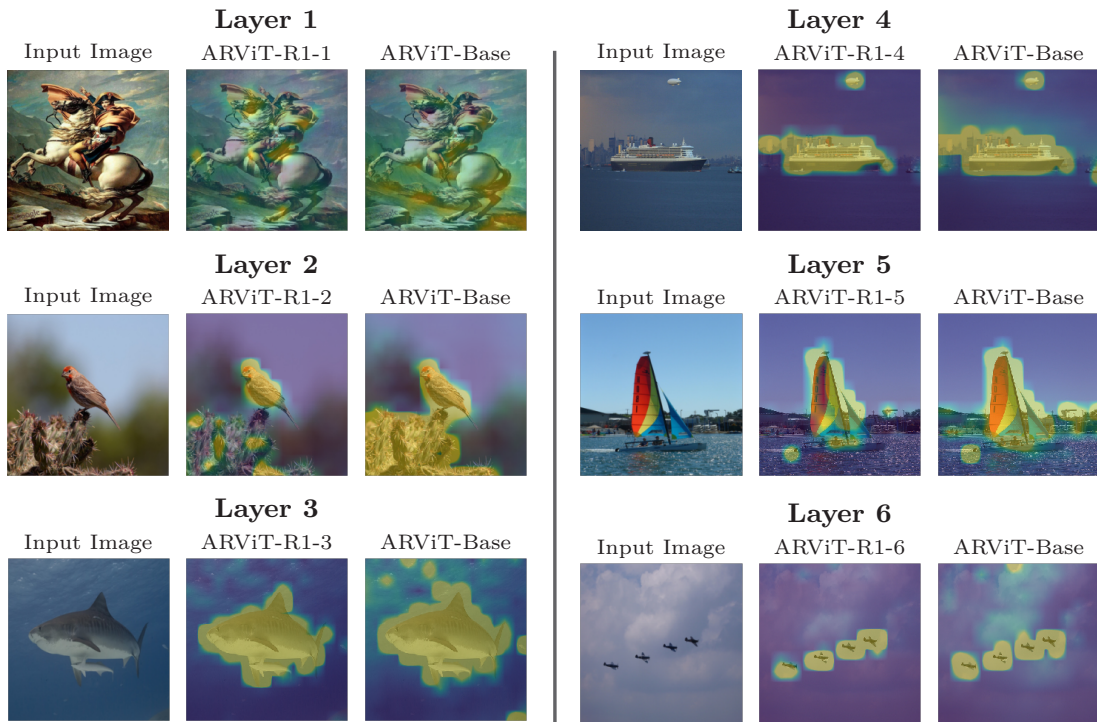 Layer 1
Input Image ARViT-R1-1 ARViT-Base
Layer 2
Input Image ARViT-R1-2 ARViT-Base
Layer 3
Input Image ARViT-R1-3 ARViT-Base
Layer 4
Input Image ARViT-R1-4 ARViT-Base
Layer 5
Input Image ARViT-R1-5 ARViT-Base
Layer 6
Input Image ARViT-R1-6 ARViT-Base